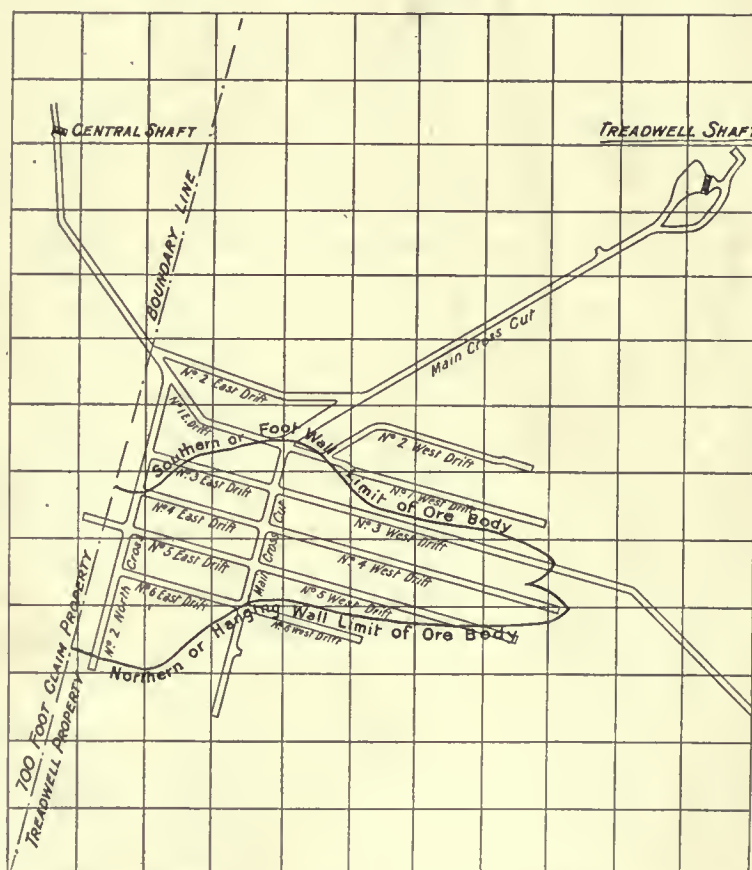 CENTRAL SHAFT
TREADWELL SHAFT
BOUNDARY LINE
Main Cross Cut
Nº 2 East Drift
Nº 1 E. Drift
Nº 2 West Drift
Southern or Foot Wall Limit of Ore Body
Nº 1 West Drift
Nº 3 East Drift
Nº 3 West Drift
Nº 4 East Drift
Nº 4 West Drift
Nº 5 East Drift
Nº 5 West Drift
Nº 6 East Drift
Nº 6 West Drift
Main Cross Cut
Nº 2 North Cross
Northern or Hanging Wall Limit of Ore Body
700 FOOT CLAIM PROPERTY
TREADWELL PROPERTY